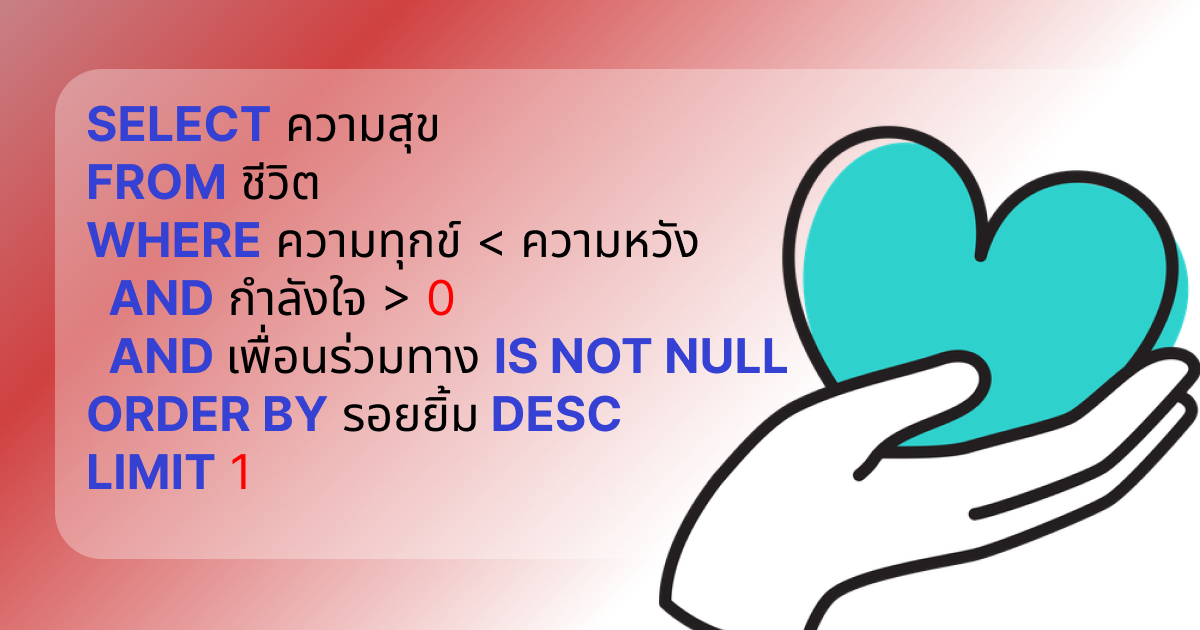 SELECT ความสุข
FROM ชีวิต
WHERE ความทุกข์ < ความหวัง
AND กำลังใจ > 0
AND เพื่อนร่วมทาง IS NOT NULL
ORDER BY รอยยิ้ม DESC
LIMIT 1